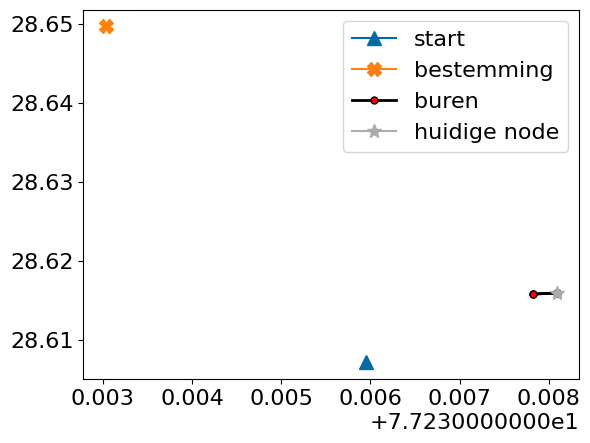 28.65
28.64
28.63
28.62
28.61
start
bestemming
buren
huidige node
0.003 0.004 0.005 0.006 0.007 0.008
+7.7230000000e1